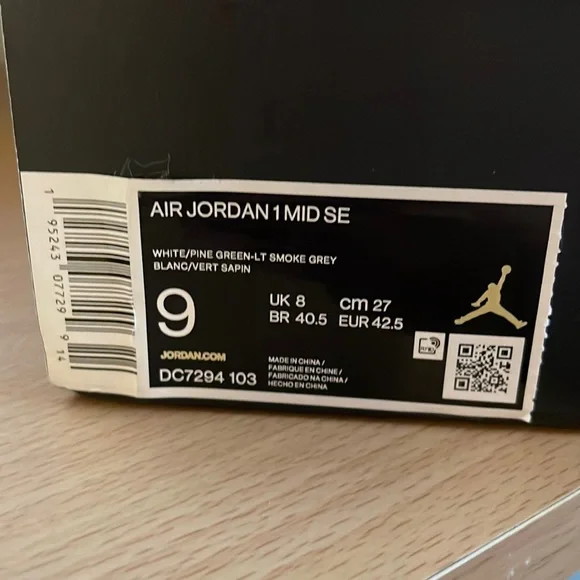 AIR JORDAN 1 MID SE
WHITE/PINE GREEN-LT SMOKE GREY
BLANC/VERT SAPIN
9
UK 8 cm 27
BR 40.5 EUR 42.5
JORDAN.COM
DC7294 103
MADE IN CHINA/
FABRIQUE EN CHINE/
FABRICADO NA CHINA/
HECHO EN CHINA
1 95243 07729 9 14